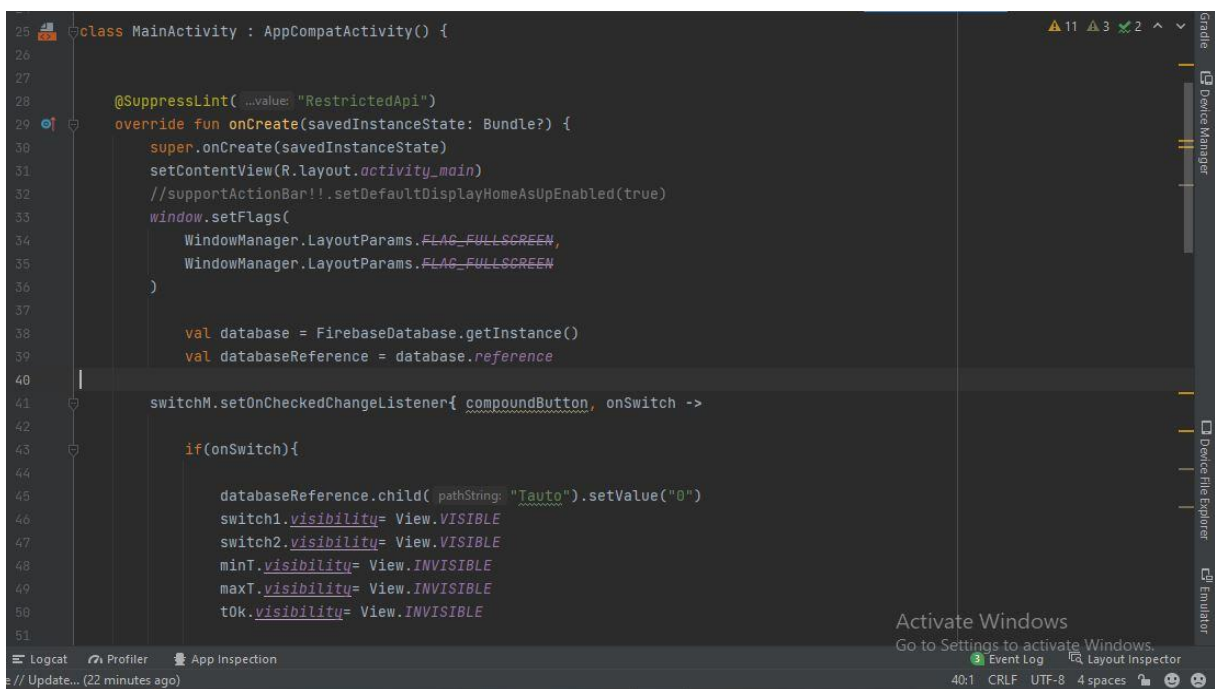 25 class MainActivity : AppCompatActivity() {
11 3 2
26
27
28 @SuppressLint( ...value: "RestrictedApi")
29 override fun onCreate(savedInstanceState: Bundle?) {
30 super.onCreate(savedInstanceState)
31 setContentView(R.layout.activity_main)
32 //supportActionBar!!.setDefaultDisplayHomeAsUpEnabled(true)
33 window.setFlags(
34 WindowManager.LayoutParams.FLAG_FULLSCREEN,
35 WindowManager.LayoutParams.FLAG_FULLSCREEN
36 )
37
38 val database = FirebaseDatabase.getInstance()
39 val databaseReference = database.reference
40
41 switchM.setOnCheckedChangeListener{ compoundButton, onSwitch ->
42
43 if(onSwitch){
44
45 databaseReference.child( pathString: "Tauto").setValue("0")
46 switch1.visibility= View.VISIBLE
47 switch2.visibility= View.VISIBLE
48 minT.visibility= View.INVISIBLE
49 maxT.visibility= View.INVISIBLE
50 tOk.visibility= View.INVISIBLE
51
Gradle
Device Manager
Device File Explorer
Emulator
Activate Windows
Go to Settings to activate Windows.
Logcat Profiler App Inspection
3 Event Log Layout Inspector
e // Update... (22 minutes ago)
40:1 CRLF UTF-8 4 spaces